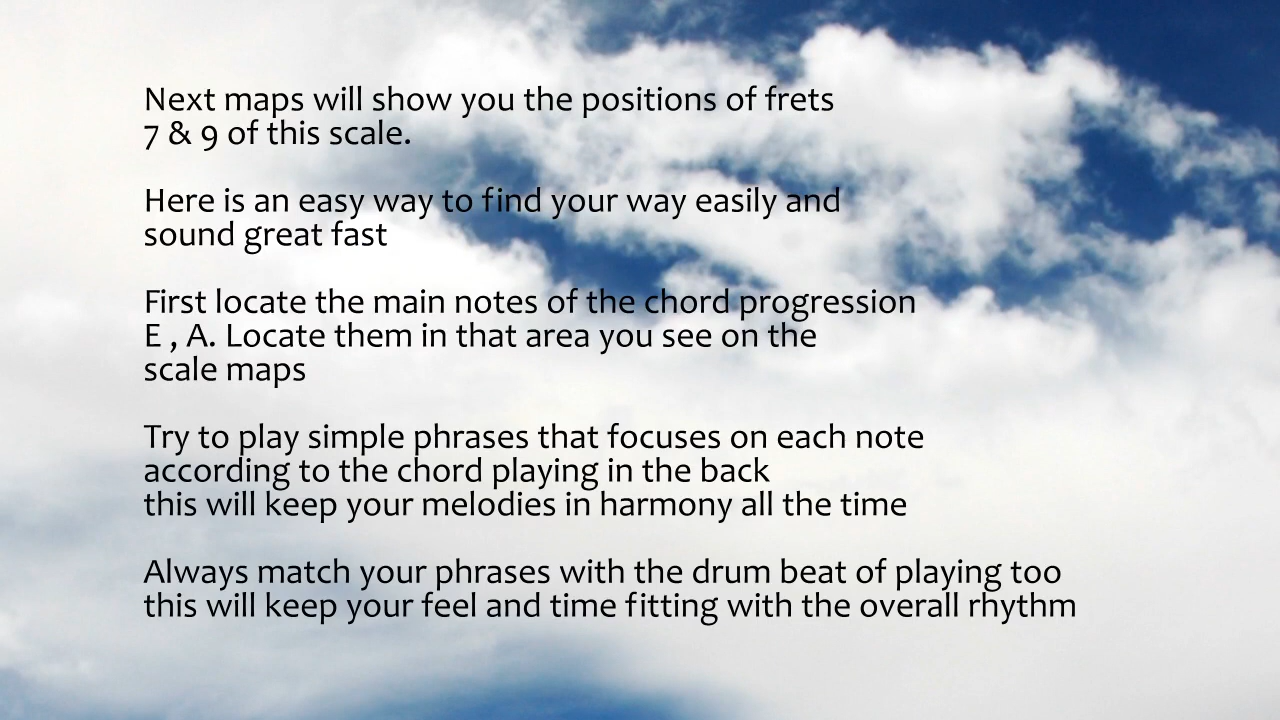 Next maps will show you the positions of frets
7 & 9 of this scale.
Here is an easy way to find your way easily and
sound great fast
First locate the main notes of the chord progression
E , A. Locate them in that area you see on the
scale maps
Try to play simple phrases that focuses on each note
according to the chord playing in the back
this will keep your melodies in harmony all the time
Always match your phrases with the drum beat of playing too
this will keep your feel and time fitting with the overall rhythm